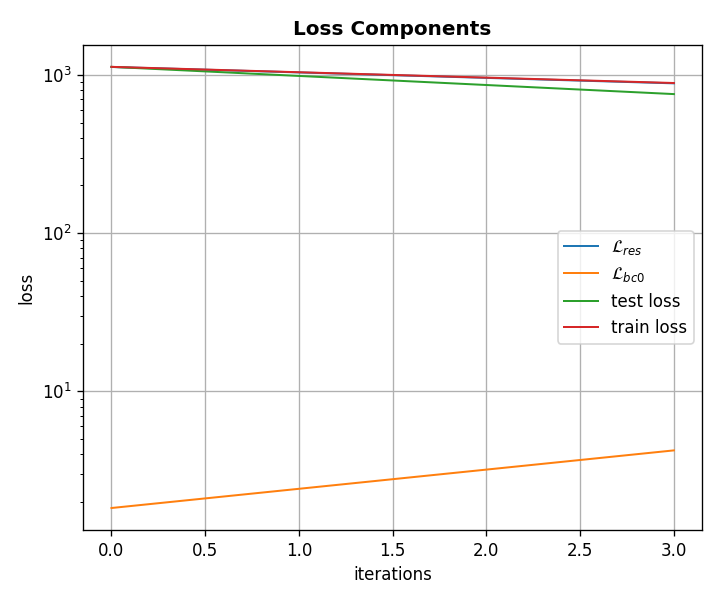 Loss Components
10³
10²
10¹
loss
ℒ_res
ℒ_bc0
test loss
train loss
0.0 0.5 1.0 1.5 2.0 2.5 3.0
iterations